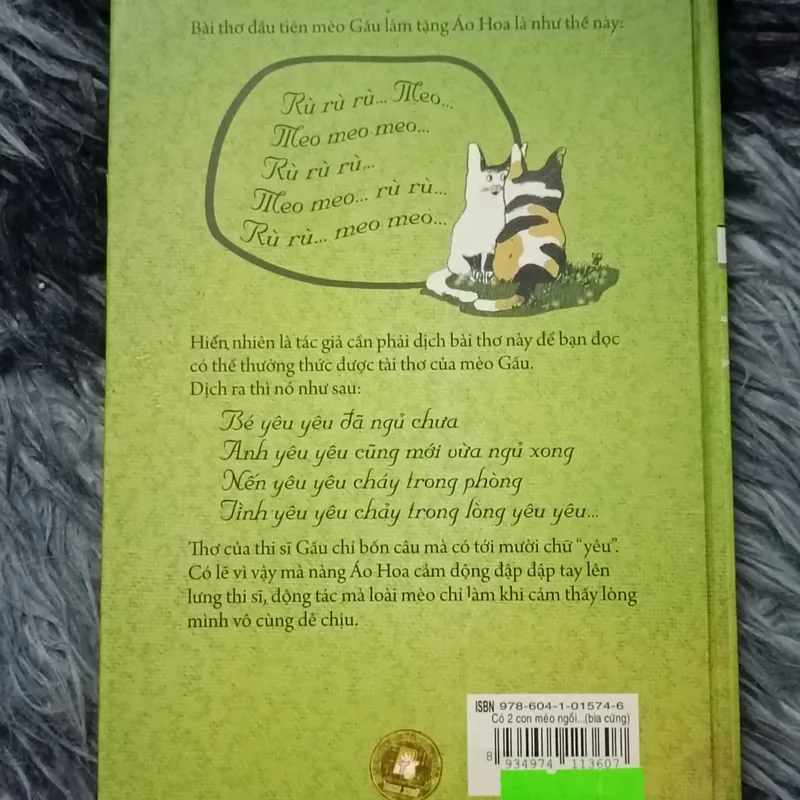 Bài thơ đầu tiên mèo Gấu làm tặng Áo Hoa là như thế này:
Rù rù rù... Meo...
Meo meo meo...
Rù rù rù...
Meo meo... rù rù...
Rù rù... meo meo...
Hiển nhiên là tác giả cần phải dịch bài thơ này để bạn đọc
có thể thưởng thức được tài thơ của mèo Gấu.
Dịch ra thì nó như sau:
Bé yêu yêu đã ngủ chưa
Anh yêu yêu cũng mới vừa ngủ xong
Nến yêu yêu cháy trong phòng
Tình yêu yêu chảy trong lòng yêu yêu...
Thơ của thi sĩ Gấu chỉ bốn câu mà có tới mười chữ “yêu”.
Có lẽ vì vậy mà nàng Áo Hoa cảm động đập đập tay lên
lưng thi sĩ, động tác mà loài mèo chỉ làm khi cảm thấy lòng
mình vô cùng dễ chịu.
ISBN 978-604-1-01574-6
Có 2 con mèo ngồi...(bìa cứng)
8 934974 113607